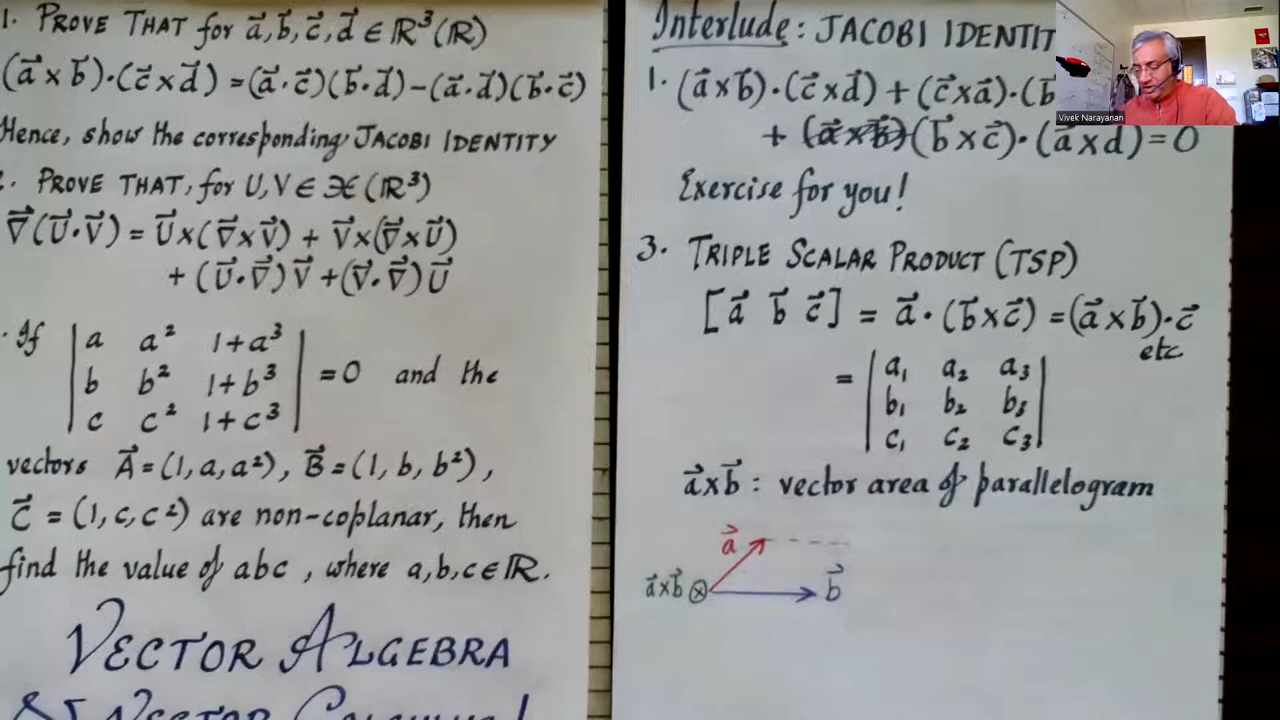 1. PROVE THAT for a⃗, b⃗, c⃗, d⃗ ∈ ℝ³(ℝ)
(a⃗ × b⃗)·(c⃗ × d⃗) = (a⃗·c⃗)(b⃗·d⃗) − (a⃗·d⃗)(b⃗·c⃗)
Hence, show the corresponding JACOBI IDENTITY
2. PROVE THAT, for U, V ∈ 𝔛(ℝ³)
∇⃗(U⃗·V⃗) = U⃗×(∇⃗×V⃗) + V⃗×(∇⃗×U⃗)
+ (U⃗·∇⃗)V⃗ + (V⃗·∇⃗)U⃗
. If | a a² 1+a³ |
| b b² 1+b³ | = 0 and the
| c c² 1+c³ |
vectors A⃗ = (1, a, a²), B⃗ = (1, b, b²),
C⃗ = (1, c, c²) are non-coplanar, then
find the value of abc, where a, b, c ∈ ℝ.
VECTOR ALGEBRA
& VECTOR
Interlude: JACOBI IDENTIT
1. (a⃗×b⃗)·(c⃗×d⃗) + (c⃗×a⃗)·(b⃗
+ (b⃗×c⃗)·(a⃗×d⃗) = 0
Exercise for you!
3. TRIPLE SCALAR PRODUCT (TSP)
[a⃗ b⃗ c⃗] = a⃗·(b⃗×c⃗) = (a⃗×b⃗)·c⃗
etc
= | a₁ a₂ a₃ |
| b₁ b₂ b₃ |
| c₁ c₂ c₃ |
a⃗×b⃗ : vector area of parallelogram
a⃗
a⃗×b⃗ ⊗ b⃗
Vivek Narayanan